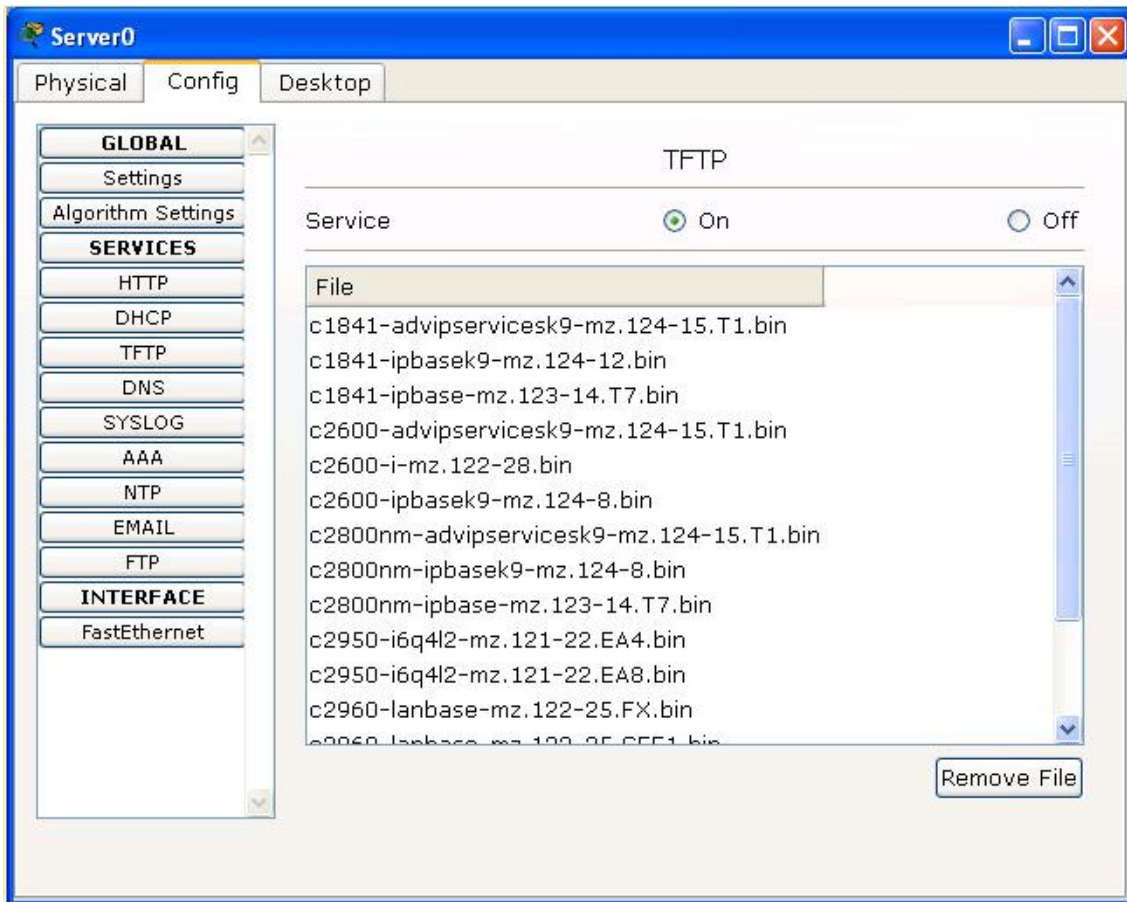 Server0
Physical Config Desktop
GLOBAL
Settings
Algorithm Settings
SERVICES
HTTP
DHCP
TFTP
DNS
SYSLOG
AAA
NTP
EMAIL
FTP
INTERFACE
FastEthernet
TFTP
Service On Off
File
c1841-advipservicesk9-mz.124-15.T1.bin
c1841-ipbasek9-mz.124-12.bin
c1841-ipbase-mz.123-14.T7.bin
c2600-advipservicesk9-mz.124-15.T1.bin
c2600-i-mz.122-28.bin
c2600-ipbasek9-mz.124-8.bin
c2800nm-advipservicesk9-mz.124-15.T1.bin
c2800nm-ipbasek9-mz.124-8.bin
c2800nm-ipbase-mz.123-14.T7.bin
c2950-i6q4l2-mz.121-22.EA4.bin
c2950-i6q4l2-mz.121-22.EA8.bin
c2960-lanbase-mz.122-25.FX.bin
Remove File